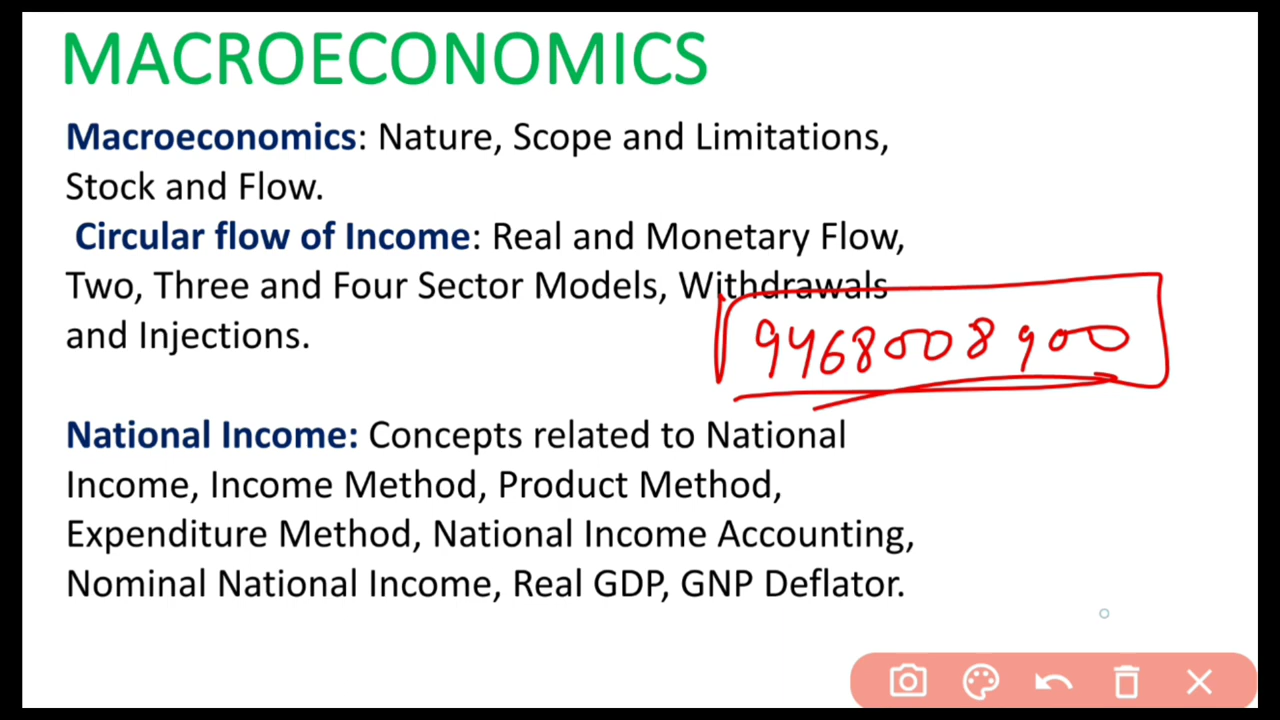 MACROECONOMICS
Macroeconomics: Nature, Scope and Limitations,
Stock and Flow.
Circular flow of Income: Real and Monetary Flow,
Two, Three and Four Sector Models, Withdrawals
and Injections.
9468008900
National Income: Concepts related to National
Income, Income Method, Product Method,
Expenditure Method, National Income Accounting,
Nominal National Income, Real GDP, GNP Deflator.